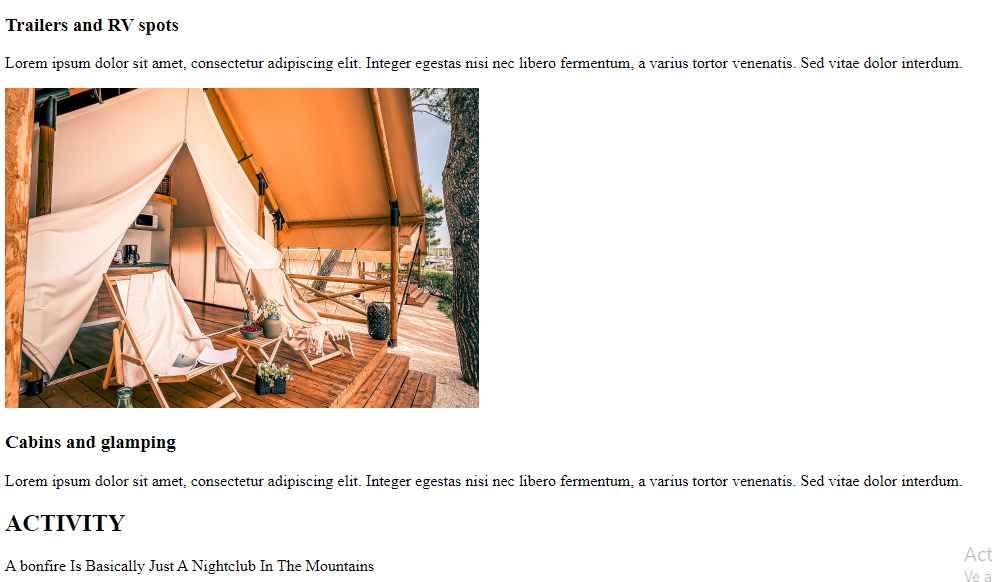 Trailers and RV spots
Lorem ipsum dolor sit amet, consectetur adipiscing elit. Integer egestas nisi nec libero fermentum, a varius tortor venenatis. Sed vitae dolor interdum.
Cabins and glamping
Lorem ipsum dolor sit amet, consectetur adipiscing elit. Integer egestas nisi nec libero fermentum, a varius tortor venenatis. Sed vitae dolor interdum.
ACTIVITY
A bonfire Is Basically Just A Nightclub In The Mountains
Act
Ve a